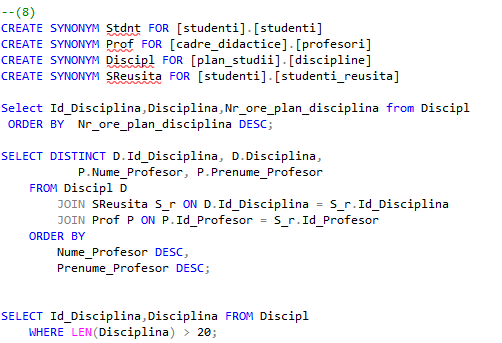 --(8)
CREATE SYNONYM Stdnt FOR [studenti].[studenti]
CREATE SYNONYM Prof FOR [cadre_didactice].[profesori]
CREATE SYNONYM Discipl FOR [plan_studii].[discipline]
CREATE SYNONYM SReusita FOR [studenti].[studenti_reusita]
Select Id_Disciplina,Disciplina,Nr_ore_plan_disciplina from Discipl
ORDER BY Nr_ore_plan_disciplina DESC;
SELECT DISTINCT D.Id_Disciplina, D.Disciplina,
P.Nume_Profesor, P.Prenume_Profesor
FROM Discipl D
JOIN SReusita S_r ON D.Id_Disciplina = S_r.Id_Disciplina
JOIN Prof P ON P.Id_Profesor = S_r.Id_Profesor
ORDER BY
Nume_Profesor DESC,
Prenume_Profesor DESC;
SELECT Id_Disciplina,Disciplina FROM Discipl
WHERE LEN(Disciplina) > 20;